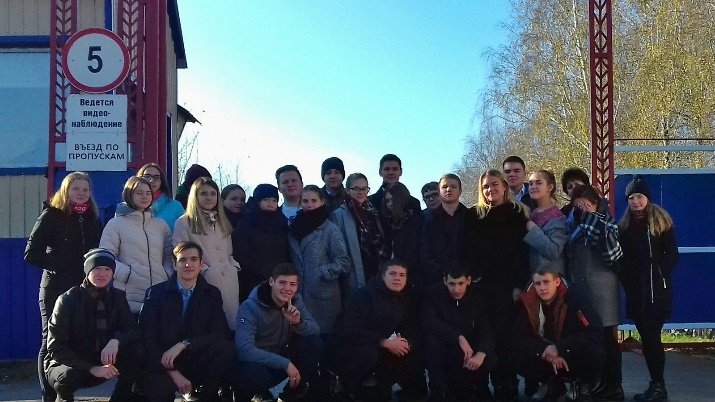 5
Ведется
видео-
наблюдение
ВЪЕЗД ПО
ПРОПУСКАМ